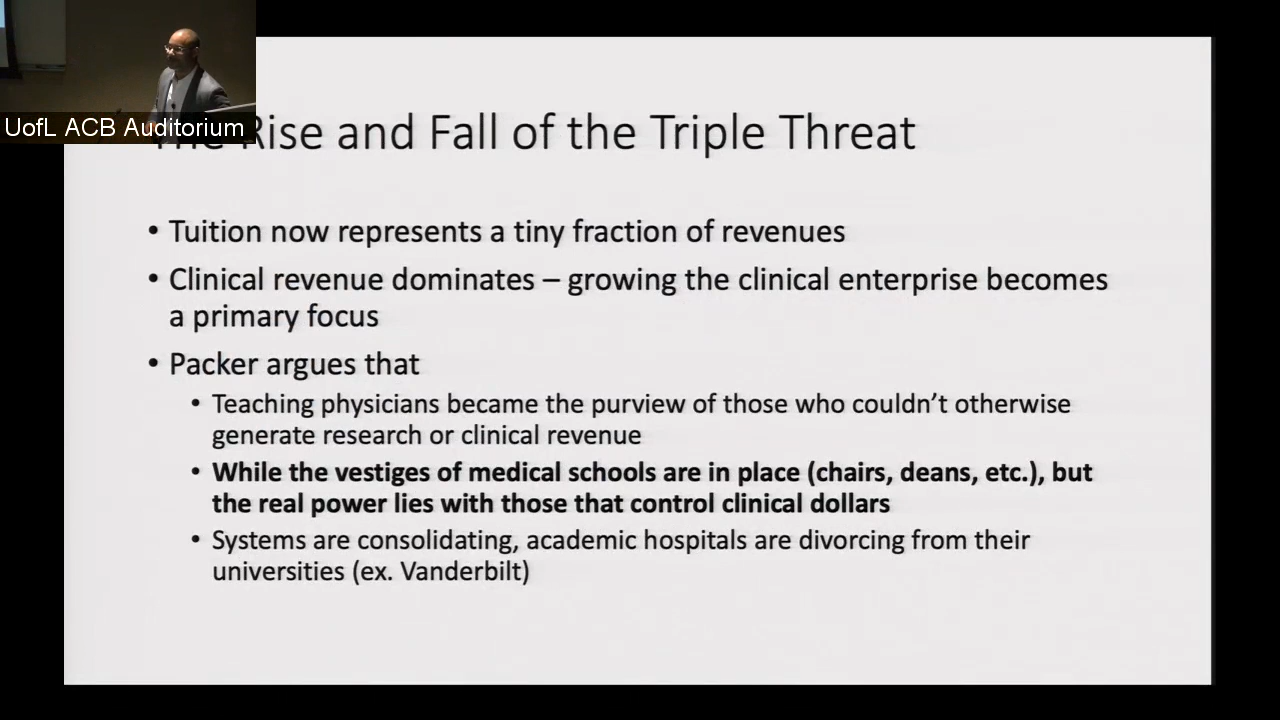 UofL ACB Auditorium
The Rise and Fall of the Triple Threat
• Tuition now represents a tiny fraction of revenues
• Clinical revenue dominates – growing the clinical enterprise becomes
a primary focus
• Packer argues that
• Teaching physicians became the purview of those who couldn’t otherwise
generate research or clinical revenue
• While the vestiges of medical schools are in place (chairs, deans, etc.), but
the real power lies with those that control clinical dollars
• Systems are consolidating, academic hospitals are divorcing from their
universities (ex. Vanderbilt)